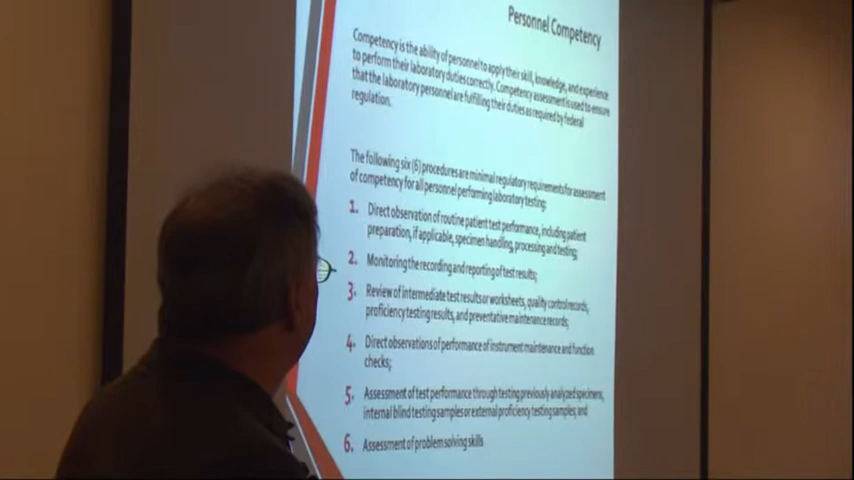 Personnel Competency
Competency is the ability of personnel to apply their skill, knowledge, and experience
to perform their laboratory duties correctly. Competency assessment is used to ensure
that the laboratory personnel are fulfilling their duties as required by federal
regulation.
The following six (6) procedures are minimal regulatory requirements for assessment
of competency for all personnel performing laboratory testing:
1. Direct observation of routine patient test performance, including patient
preparation, if applicable, specimen handling, processing and testing;
2. Monitoring the recording and reporting of test results;
3. Review of intermediate test results or worksheets, quality control records,
proficiency testing results, and preventative maintenance records;
4. Direct observations of performance of instrument maintenance and function
checks;
5. Assessment of test performance through testing previously analyzed specimens,
internal blind testing samples or external proficiency testing samples; and
6. Assessment of problem solving skills